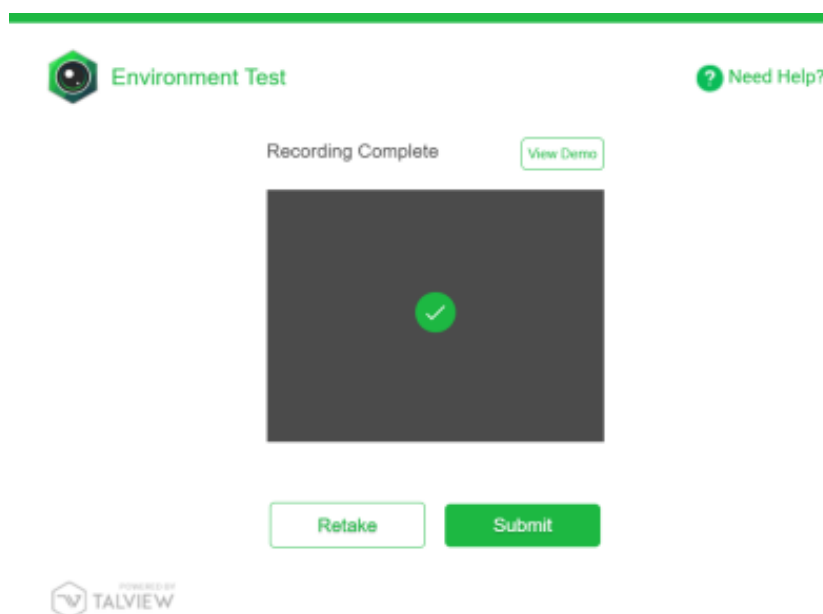 Environment Test
? Need Help?
Recording Complete
View Demo
Retake
Submit
POWERED BY
TALVIEW